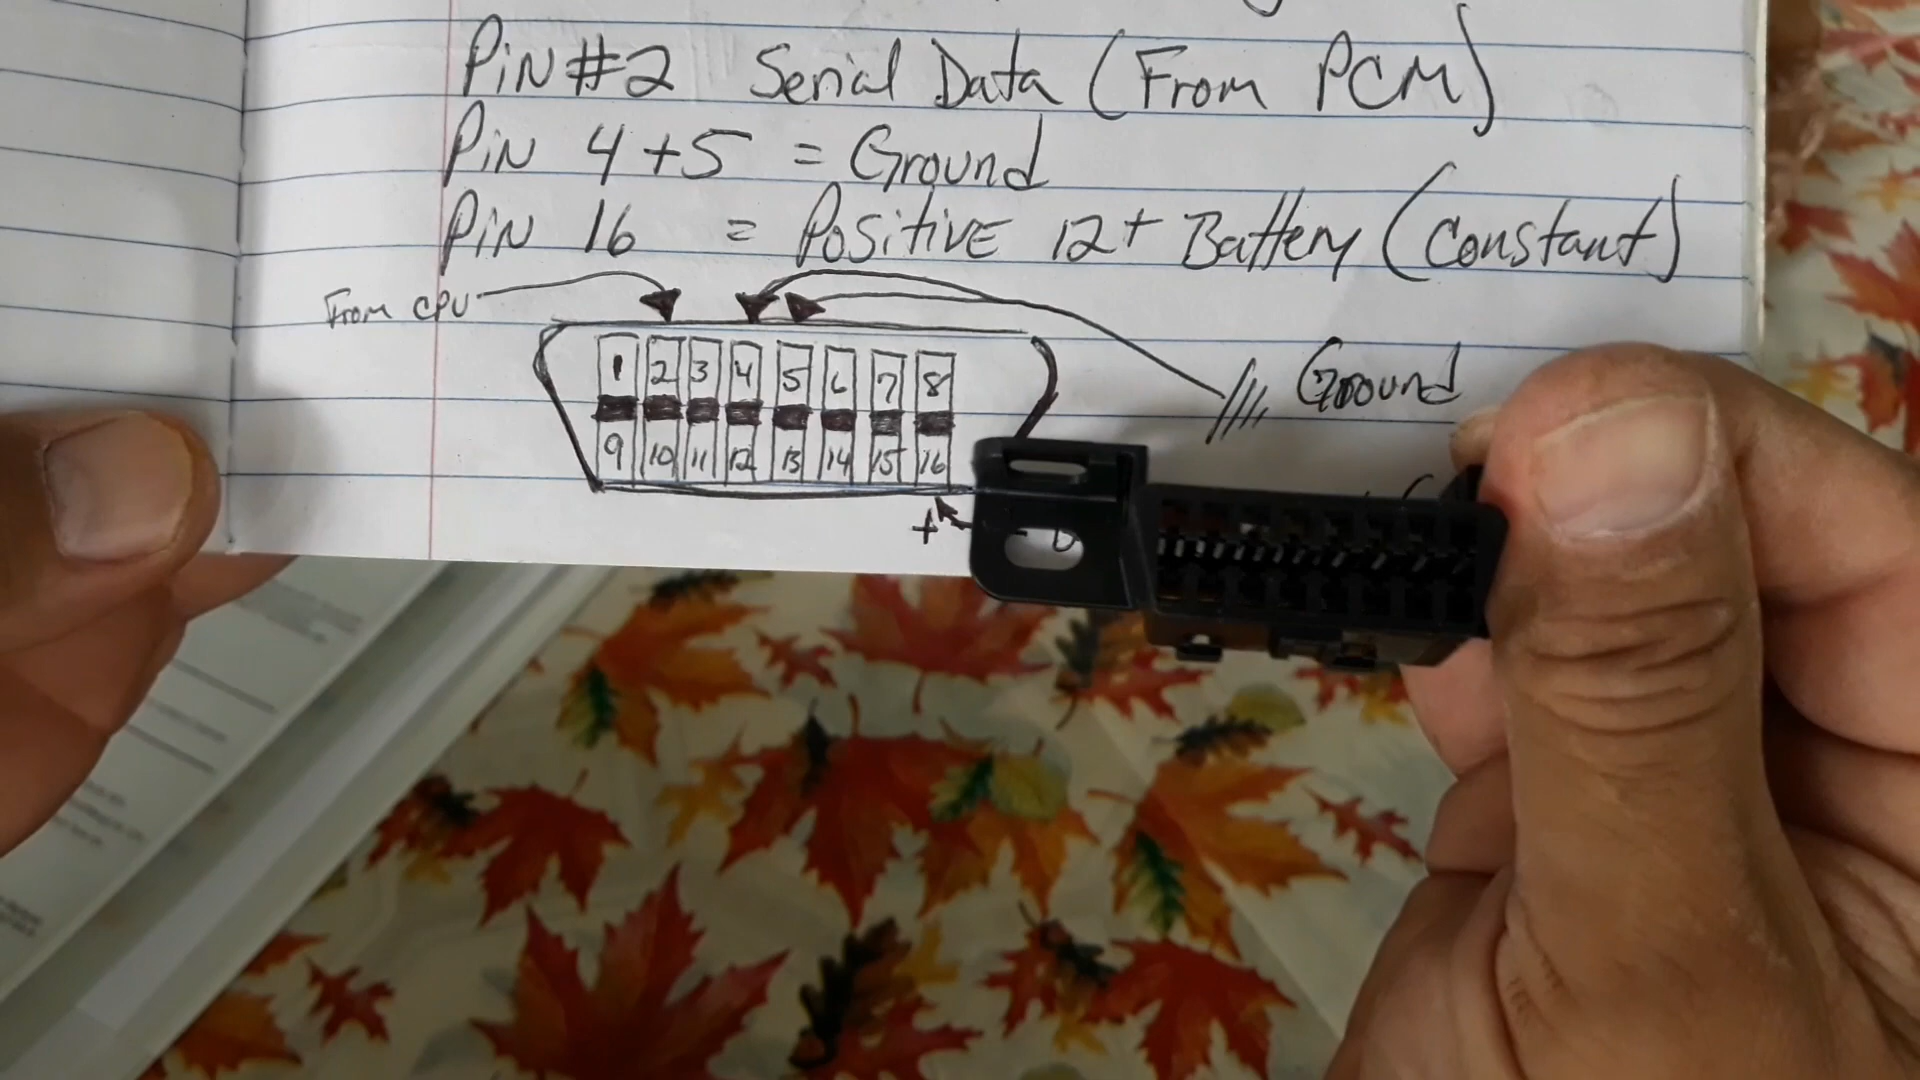 PiN #2 Serial Data (From PCM)
PiN 4+5 = Ground
PiN 16 = Positive 12+ Battery (Constant)
From CPU
Ground
1 2 3 4 5 6 7 8
9 10 11 12 13 14 15 16
+